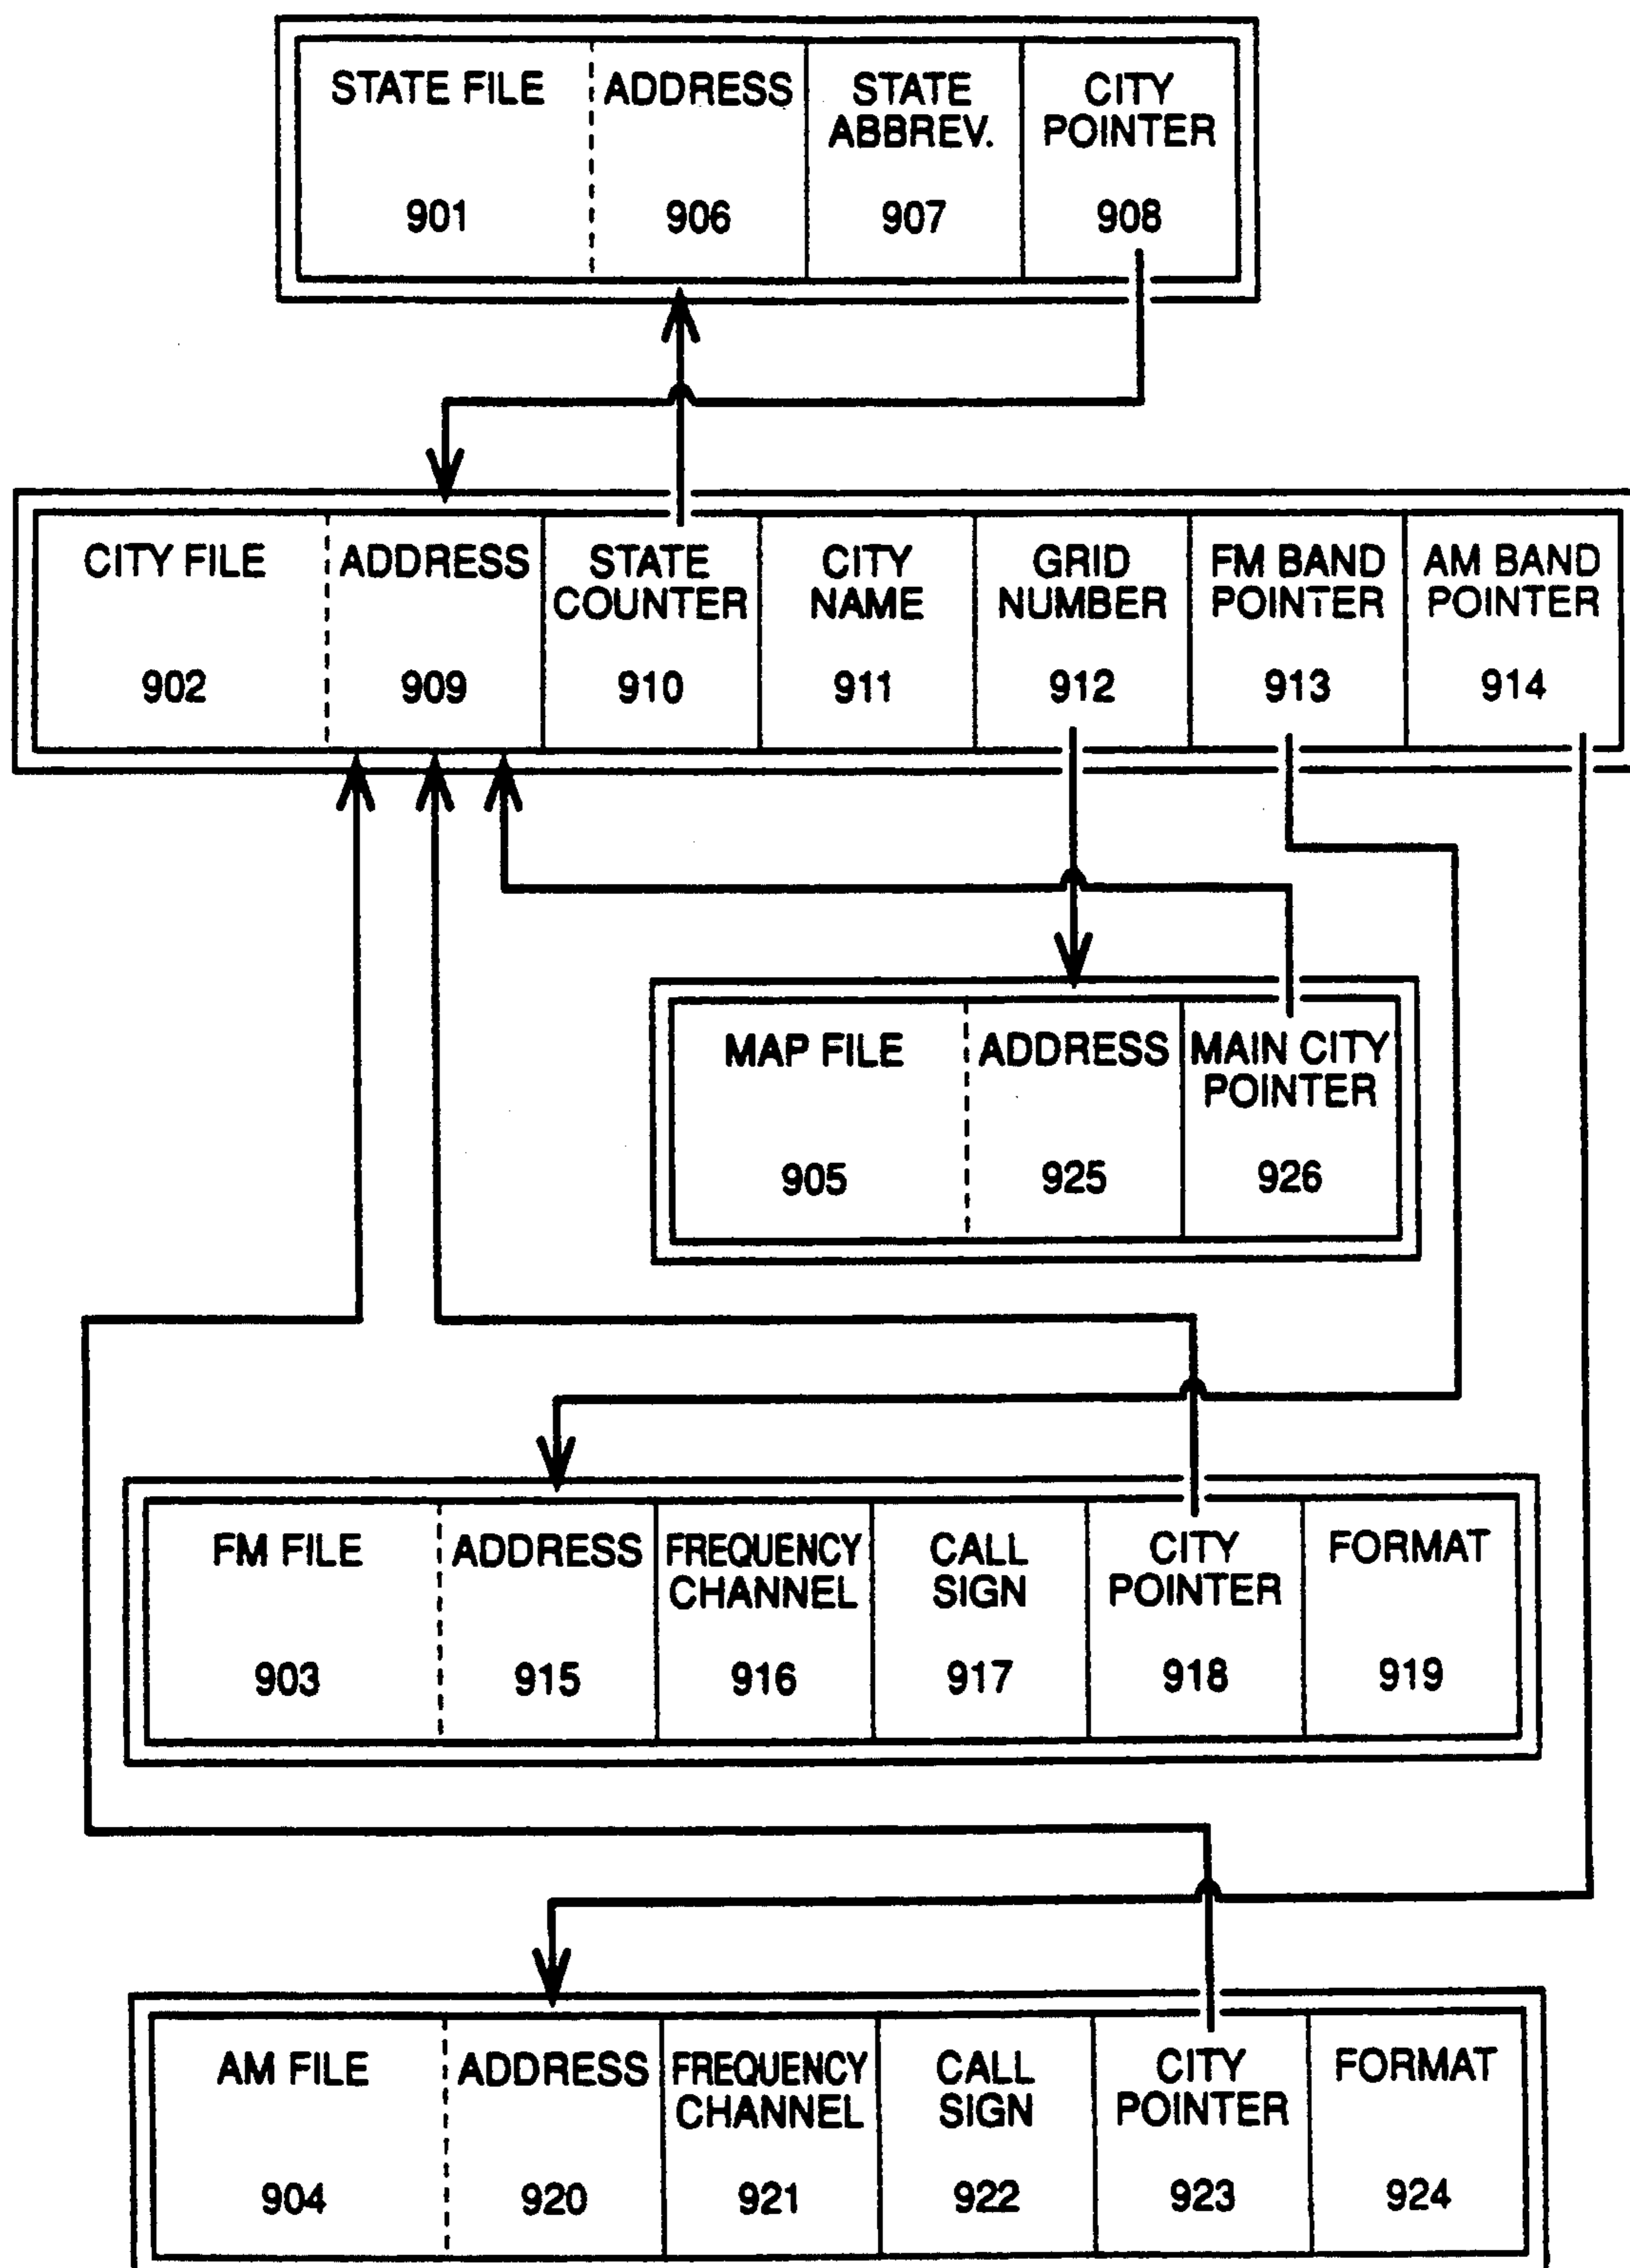 STATE FILE ADDRESS STATE CITY
ABBREV. POINTER
901 906 907 908
CITY FILE ADDRESS STATE CITY GRID FM BAND AM BAND
COUNTER NAME NUMBER POINTER POINTER
902 909 910 911 912 913 914
MAP FILE ADDRESS MAIN CITY
POINTER
905 925 926
FM FILE ADDRESS FREQUENCY CALL CITY FORMAT
CHANNEL SIGN POINTER
903 915 916 917 918 919
AM FILE ADDRESS FREQUENCY CALL CITY FORMAT
CHANNEL SIGN POINTER
904 920 921 922 923 924